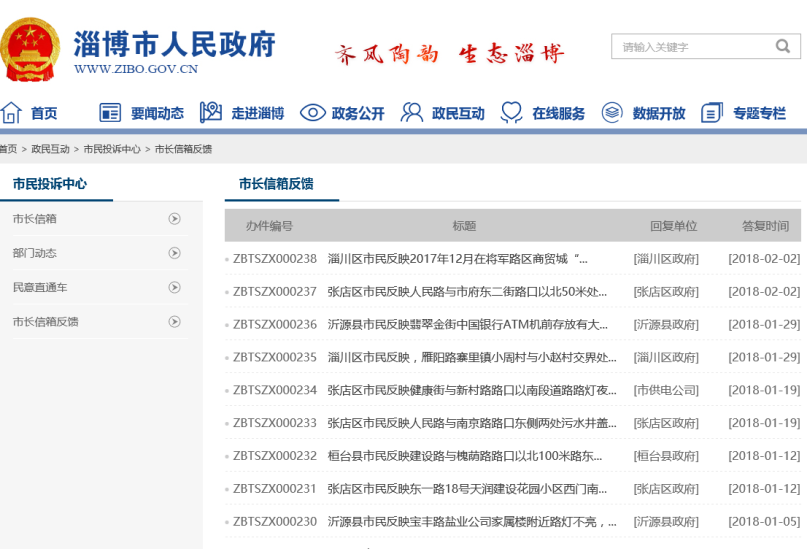 淄博市人民政府
WWW.ZIBO.GOV.CN
齐风陶韵 生态淄博
请输入关键字
首页 要闻动态 走进淄博 政务公开 政民互动 在线服务 数据开放 专题专栏
首页 > 政民互动 > 市民投诉中心 > 市长信箱反馈
市民投诉中心
市长信箱
部门动态
民意直通车
市长信箱反馈
市长信箱反馈
办件编号 标题 回复单位 答复时间
ZBTSZX000238 淄川区市民反映2017年12月在将军路区商贸城“... [淄川区政府] [2018-02-02]
ZBTSZX000237 张店区市民反映人民路与市府东二街路口以北50米处... [张店区政府] [2018-02-02]
ZBTSZX000236 沂源县市民反映翡翠金街中国银行ATM机前存放有大... [沂源县政府] [2018-01-29]
ZBTSZX000235 淄川区市民反映，雁阳路寨里镇小周村与小赵村交界处... [淄川区政府] [2018-01-29]
ZBTSZX000234 张店区市民反映健康街与新村路路口以南段道路路灯夜... [市供电公司] [2018-01-19]
ZBTSZX000233 张店区市民反映人民路与南京路路口东侧两处污水井盖... [张店区政府] [2018-01-19]
ZBTSZX000232 桓台县市民反映建设路与槐荫路路口以北100米路东... [桓台县政府] [2018-01-12]
ZBTSZX000231 张店区市民反映东一路18号天润建设花园小区西门南... [张店区政府] [2018-01-12]
ZBTSZX000230 沂源县市民反映宝丰路盐业公司家属楼附近路灯不亮，... [沂源县政府] [2018-01-05]